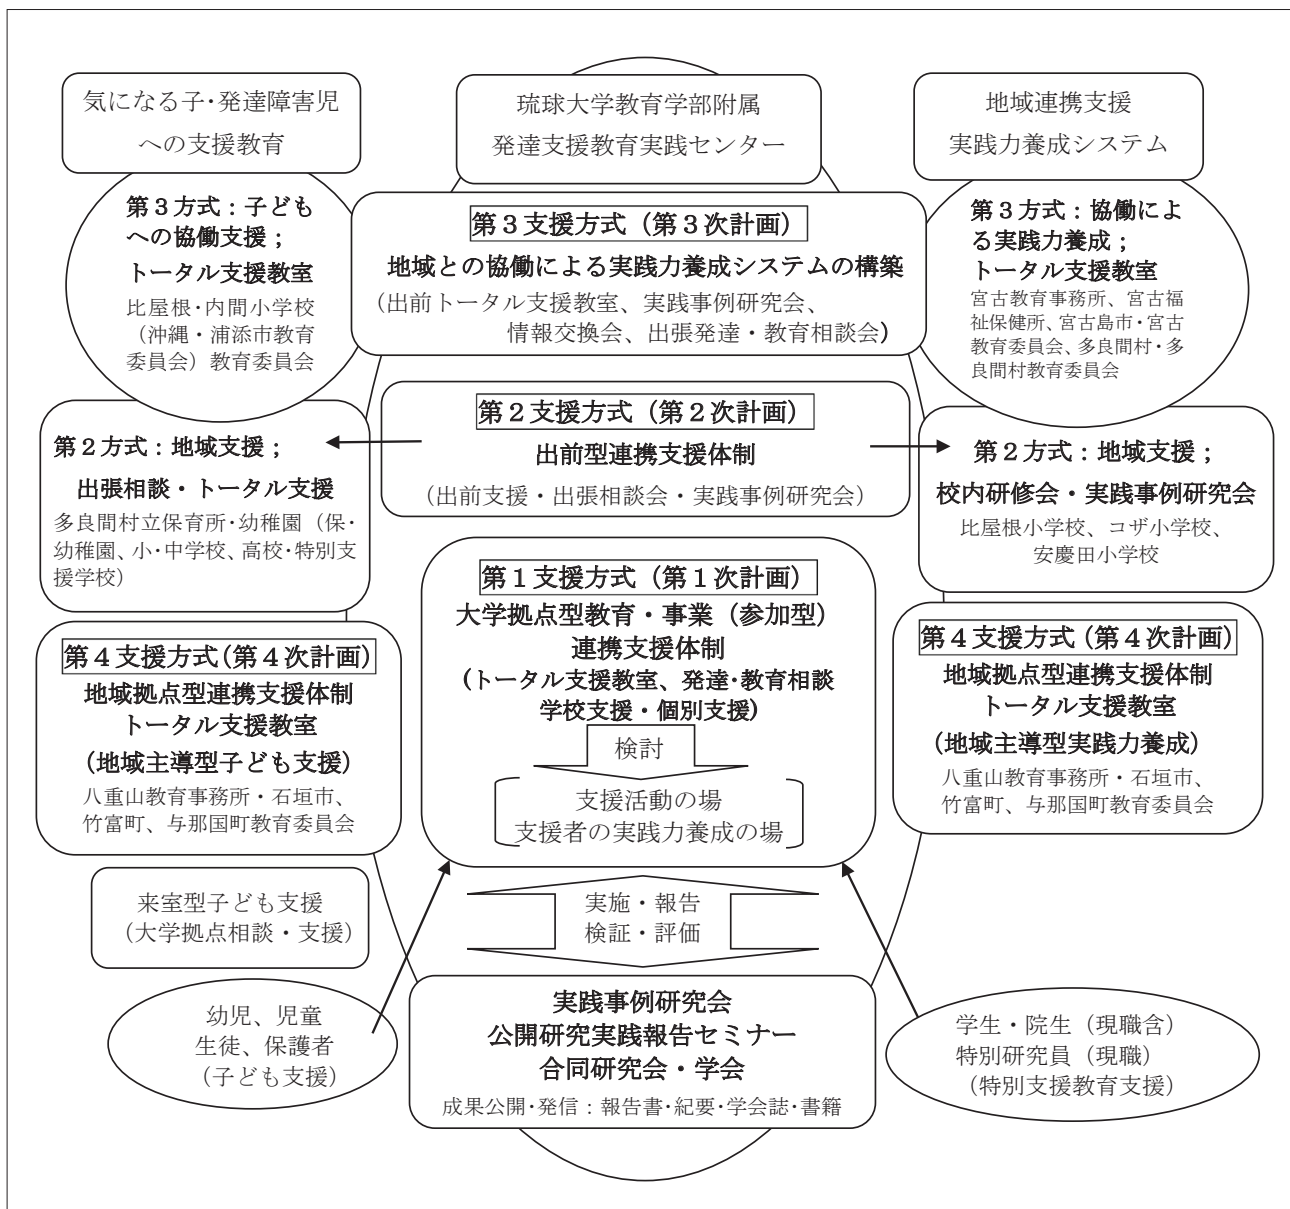 気になる子・発達障害児
への支援教育
琉球大学教育学部附属
発達支援教育実践センター
地域連携支援
実践力養成システム
第３方式：子ども
への協働支援；
トータル支援教室
比屋根・内間小学校
（沖縄・浦添市教育
委員会）教育委員会
第３支援方式（第３次計画）
地域との協働による実践力養成システムの構築
（出前トータル支援教室、実践事例研究会、
情報交換会、出張発達・教育相談会）
第３方式：協働によ
る実践力養成；
トータル支援教室
宮古教育事務所、宮古福
祉保健所、宮古島市・宮古
教育委員会、多良間村・多
良間村教育委員会
第２方式：地域支援；
出張相談・トータル支援
多良間村立保育所・幼稚園（保・
幼稚園、小・中学校、高校・特別支
援学校）
第２支援方式（第２次計画）
出前型連携支援体制
（出前支援・出張相談会・実践事例研究会）
第２方式：地域支援；
校内研修会・実践事例研究会
比屋根小学校、コザ小学校、
安慶田小学校
第１支援方式（第１次計画）
大学拠点型教育・事業（参加型）
連携支援体制
（トータル支援教室、発達・教育相談
学校支援・個別支援）
検討
支援活動の場
支援者の実践力養成の場
第４支援方式（第４次計画）
地域拠点型連携支援体制
トータル支援教室
（地域主導型子ども支援）
八重山教育事務所・石垣市、
竹富町、与那国町教育委員会
第４支援方式（第４次計画）
地域拠点型連携支援体制
トータル支援教室
（地域主導型実践力養成）
八重山教育事務所・石垣市、
竹富町、与那国町教育委員会
来室型子ども支援
（大学拠点相談・支援）
実施・報告
検証・評価
幼児、児童
生徒、保護者
（子ども支援）
実践事例研究会
公開研究実践報告セミナー
合同研究会・学会
成果公開・発信：報告書・紀要・学会誌・書籍
学生・院生（現職含）
特別研究員（現職）
（特別支援教育支援）